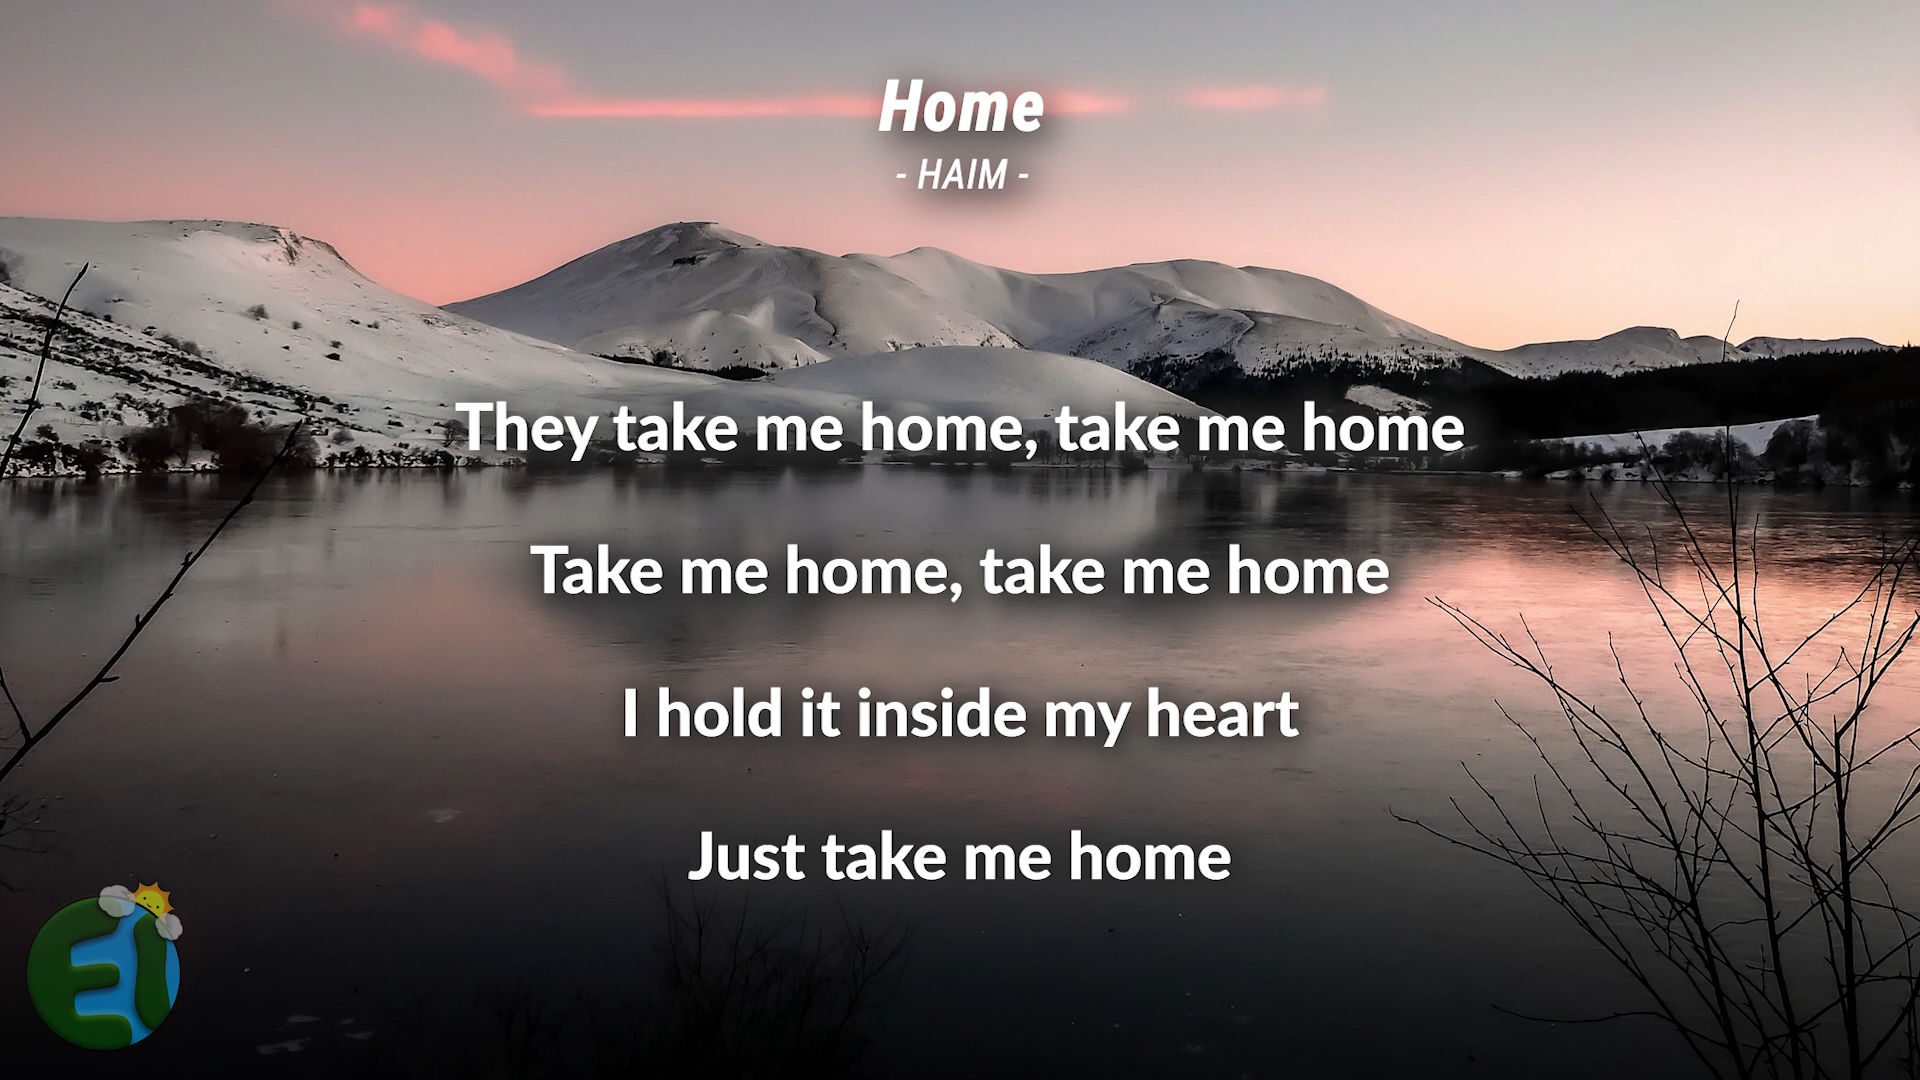 Home
- HAIM -
They take me home, take me home
Take me home, take me home
I hold it inside my heart
Just take me home
EI